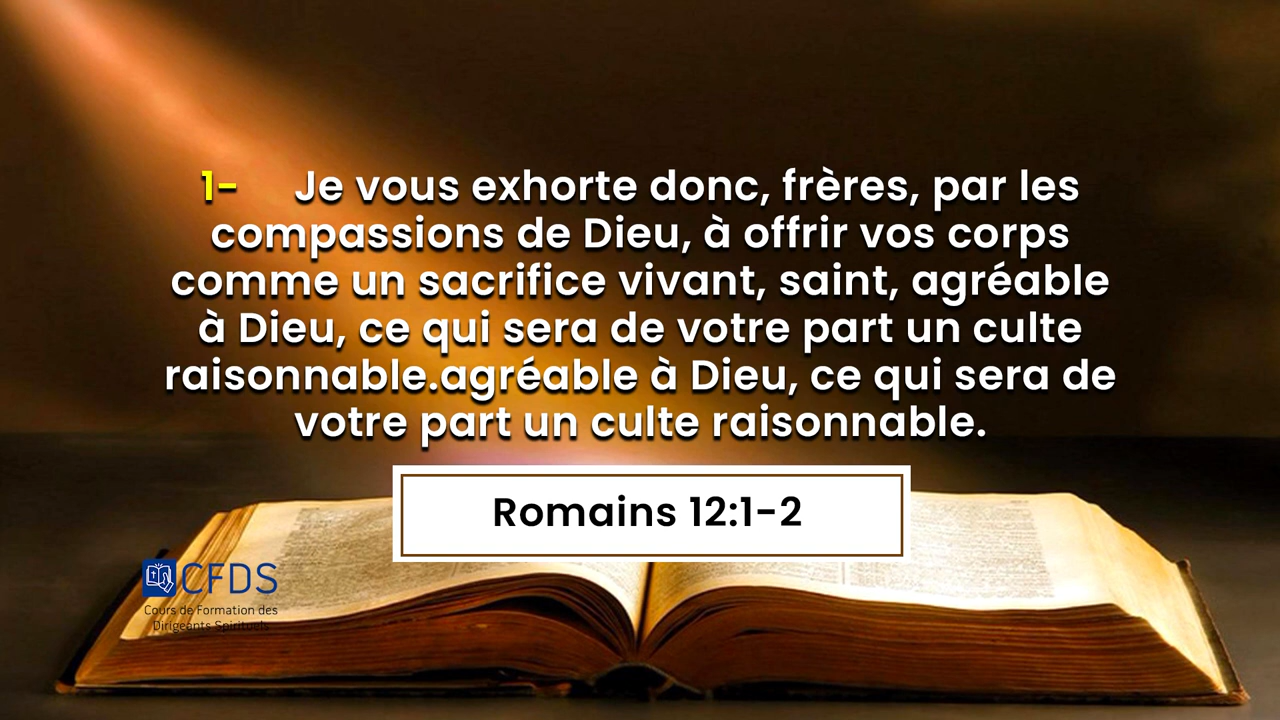 1- Je vous exhorte donc, frères, par les
compassions de Dieu, à offrir vos corps
comme un sacrifice vivant, saint, agréable
à Dieu, ce qui sera de votre part un culte
raisonnable.agréable à Dieu, ce qui sera de
votre part un culte raisonnable.
Romains 12:1-2
CFDS
Cours de Formation des
Dirigeants Spirituels